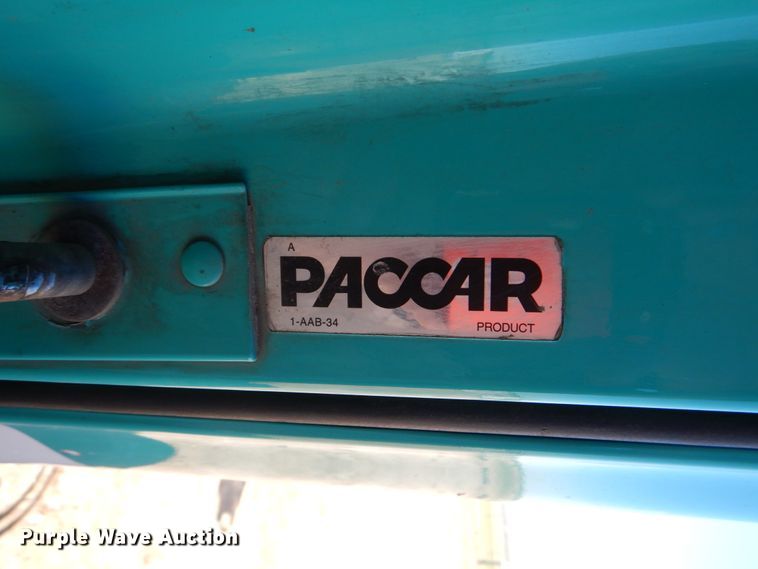 A
PACCAR
1-AAB-34 PRODUCT
Purple Wave Auction